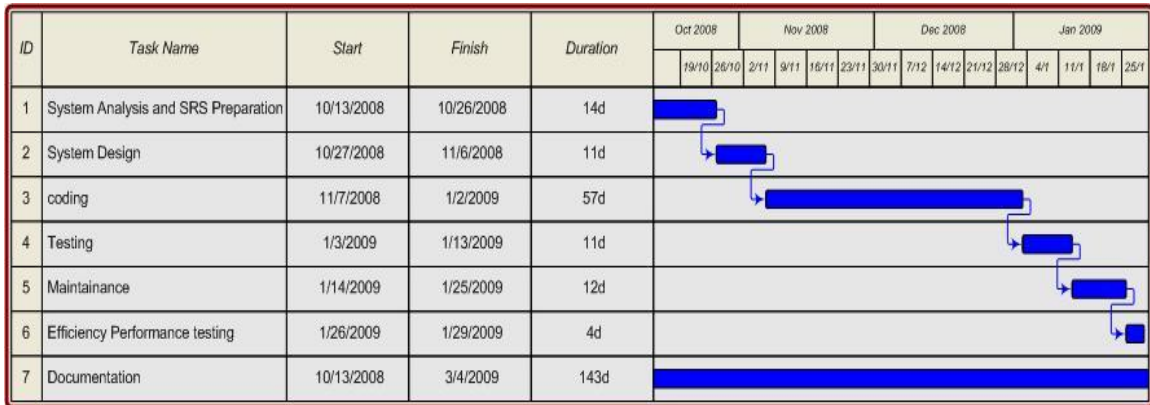 ID Task Name Start Finish Duration Oct 2008 Nov 2008 Dec 2008 Jan 2009
19/10 26/10 2/11 9/11 16/11 23/11 30/11 7/12 14/12 21/12 28/12 4/1 11/1 18/1 25/1
1 System Analysis and SRS Preparation 10/13/2008 10/26/2008 14d
2 System Design 10/27/2008 11/6/2008 11d
3 coding 11/7/2008 1/2/2009 57d
4 Testing 1/3/2009 1/13/2009 11d
5 Maintainance 1/14/2009 1/25/2009 12d
6 Efficiency Performance testing 1/26/2009 1/29/2009 4d
7 Documentation 10/13/2008 3/4/2009 143d